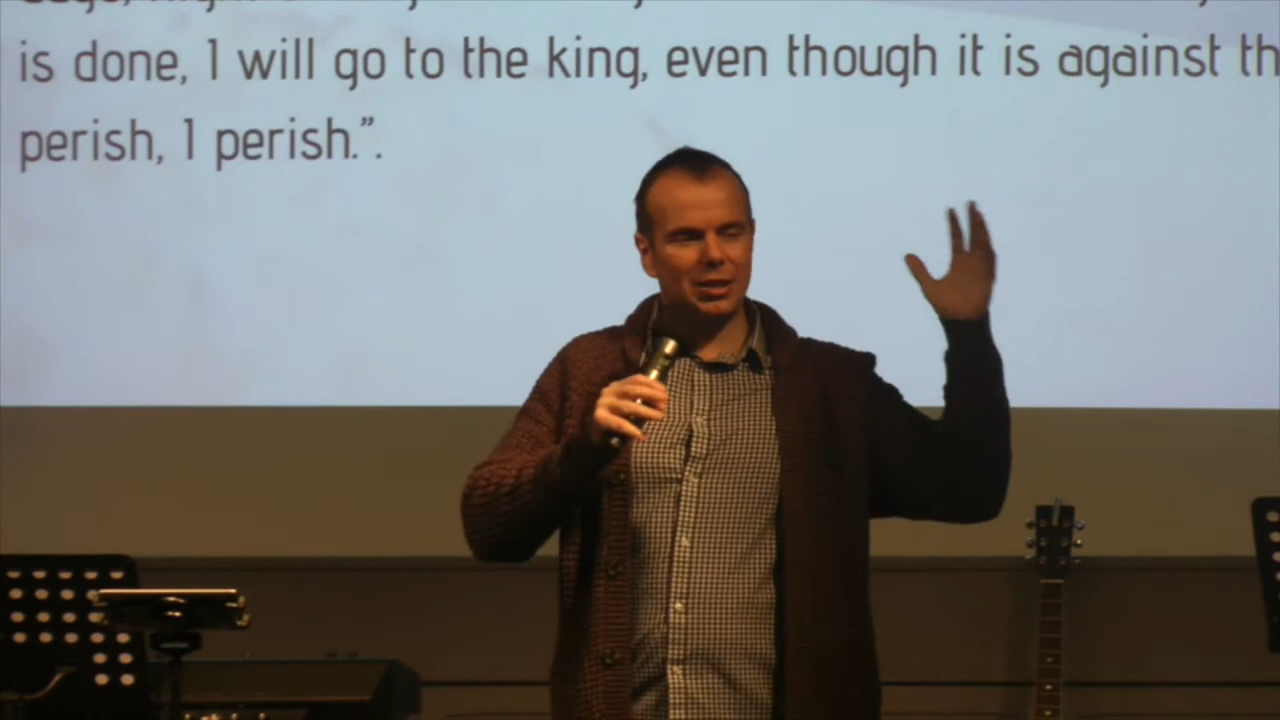 is done, I will go to the king, even though it is against th
perish, I perish.”.